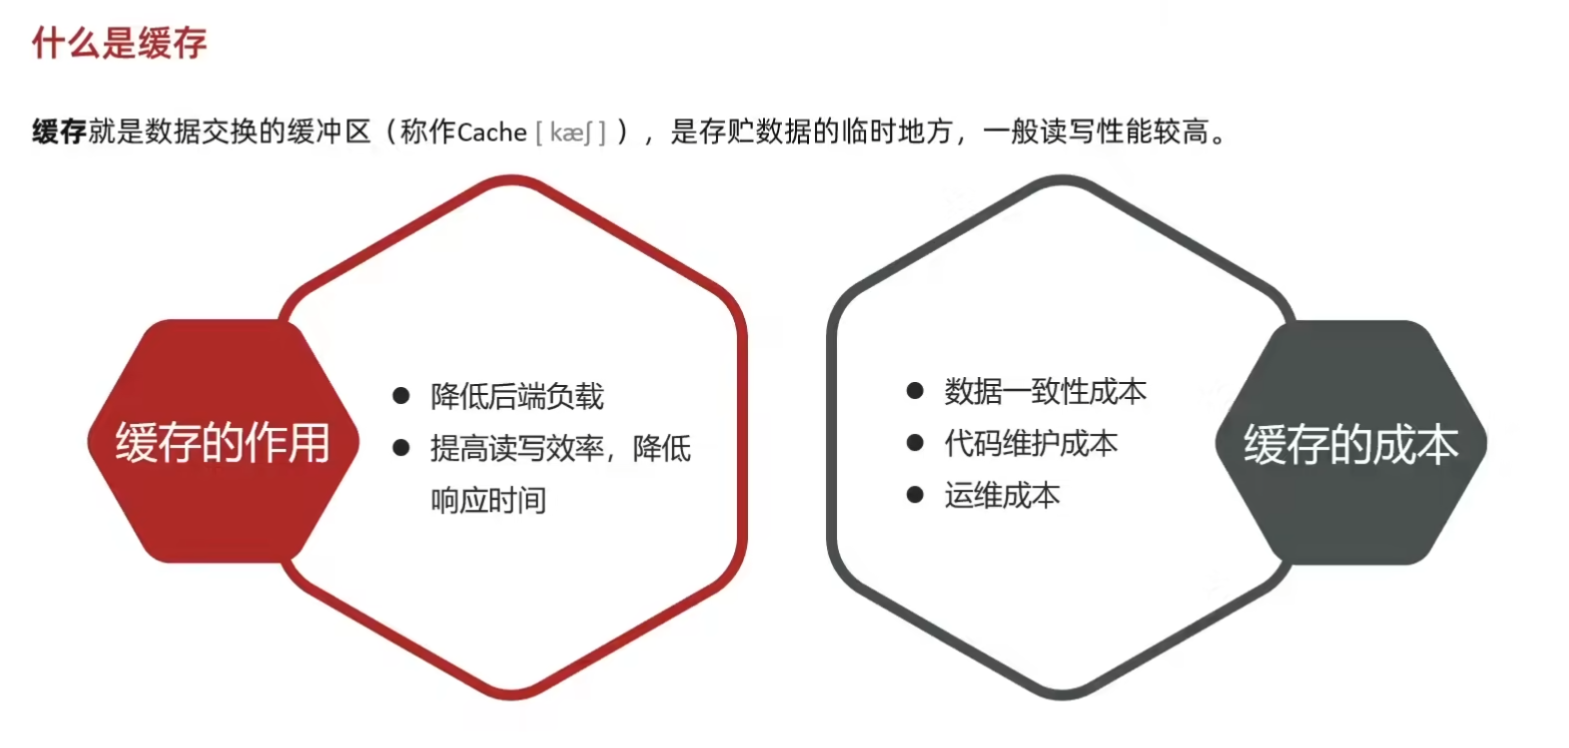 什么是缓存
缓存就是数据交换的缓冲区（称作Cache [ kæʃ ] ），是存贮数据的临时地方，一般读写性能较高。
缓存的作用
● 降低后端负载
● 提高读写效率，降低
响应时间
● 数据一致性成本
● 代码维护成本
● 运维成本
缓存的成本